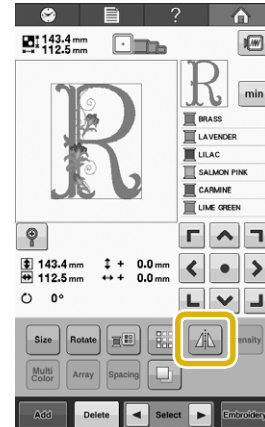 ?
143.4 mm
112.5 mm
R
R
min
BRASS
LAVENDER
LILAC
SALMON PINK
CARMINE
LIME GREEN
143.4 mm + 0.0 mm
112.5 mm + 0.0 mm
0°
Size Rotate ensity
Multi Color Array Spacing
Add Delete Select Embroidery